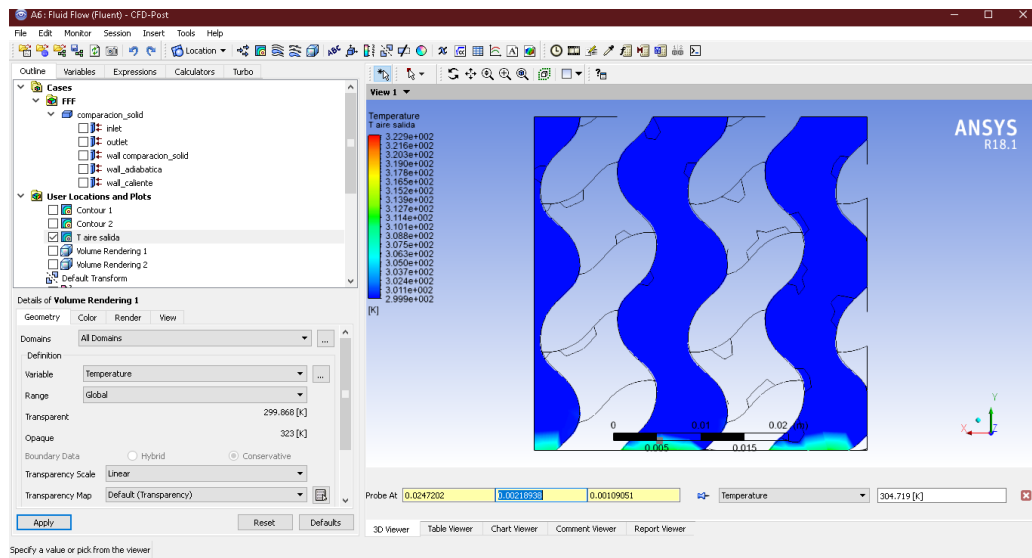 A6 : Fluid Flow (Fluent) - CFD-Post
File Edit Monitor Session Insert Tools Help
Location
Outline Variables Expressions Calculators Turbo
Cases
FFF
comparacion_solid
inlet
outlet
wall comparacion_solid
wall_adiabatica
wall_caliente
User Locations and Plots
Contour 1
Contour 2
T aire salida
Volume Rendering 1
Volume Rendering 2
Default Transform
Details of Volume Rendering 1
Geometry Color Render View
Domains All Domains ...
Definition
Variable Temperature ...
Range Global
Transparent 299.868 [K]
Opaque 323 [K]
Boundary Data Hybrid Conservative
Transparency Scale Linear
Transparency Map Default (Transparency)
Apply Reset Defaults
Specify a value or pick from the viewer
View 1
Temperature
T aire salida
3.229e+002
3.216e+002
3.203e+002
3.190e+002
3.178e+002
3.165e+002
3.152e+002
3.139e+002
3.127e+002
3.114e+002
3.101e+002
3.088e+002
3.075e+002
3.063e+002
3.050e+002
3.037e+002
3.024e+002
3.011e+002
2.999e+002
[K]
ANSYS
R18.1
0 0.01 0.02 (m)
0.005 0.015
Y
X Z
Probe At 0.0247202 0.00218938 0.00109051 Temperature 304.719 [K]
3D Viewer Table Viewer Chart Viewer Comment Viewer Report Viewer